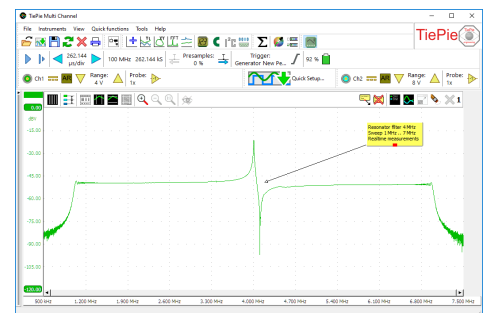 TiePie Multi Channel
File Instruments View Quick functions Tools Help
TiePie
262.144 µs/div 100 MHz 262.144 kS Presamples: 0 % Trigger: Generator New Pe... 92 %
Ch1 AR Range: 4 V Probe: 1x Quick Setup... Ch2 AR Range: 8 V Probe: 1x
1
0.00
dBV
-15.00
-30.00
-45.00
-60.00
-75.00
-90.00
-105.00
-120.00
Resonator filter 4 MHz
Sweep 1 MHz .. 7 MHz
Realtime measurements
500 kHz 1.200 MHz 1.900 MHz 2.600 MHz 3.300 MHz 4.000 MHz 4.700 MHz 5.400 MHz 6.100 MHz 6.800 MHz 7.500 MHz